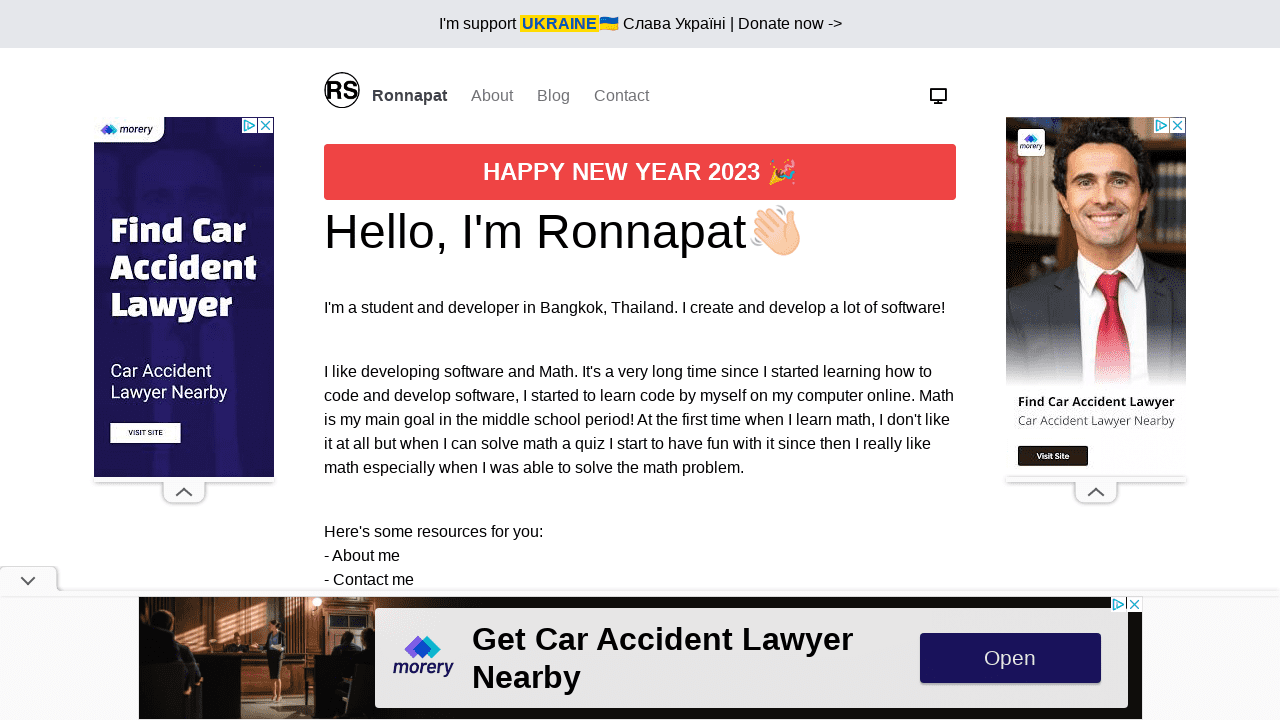 I'm support UKRAINE🇺🇦 Слава Україні | Donate now ->
RS Ronnapat About Blog Contact
HAPPY NEW YEAR 2023 🎉
Hello, I'm Ronnapat👋🏻
I'm a student and developer in Bangkok, Thailand. I create and develop a lot of software!
I like developing software and Math. It's a very long time since I started learning how to
code and develop software, I started to learn code by myself on my computer online. Math
is my main goal in the middle school period! At the first time when I learn math, I don't like
it at all but when I can solve math a quiz I start to have fun with it since then I really like
math especially when I was able to solve the math problem.
Here's some resources for you:
- About me
- Contact me
morery
Find Car
Accident
Lawyer
Car Accident
Lawyer Nearby
VISIT SITE
morery
Find Car Accident Lawyer
Car Accident Lawyer Nearby
Visit Site
morery
Get Car Accident Lawyer
Nearby
Open